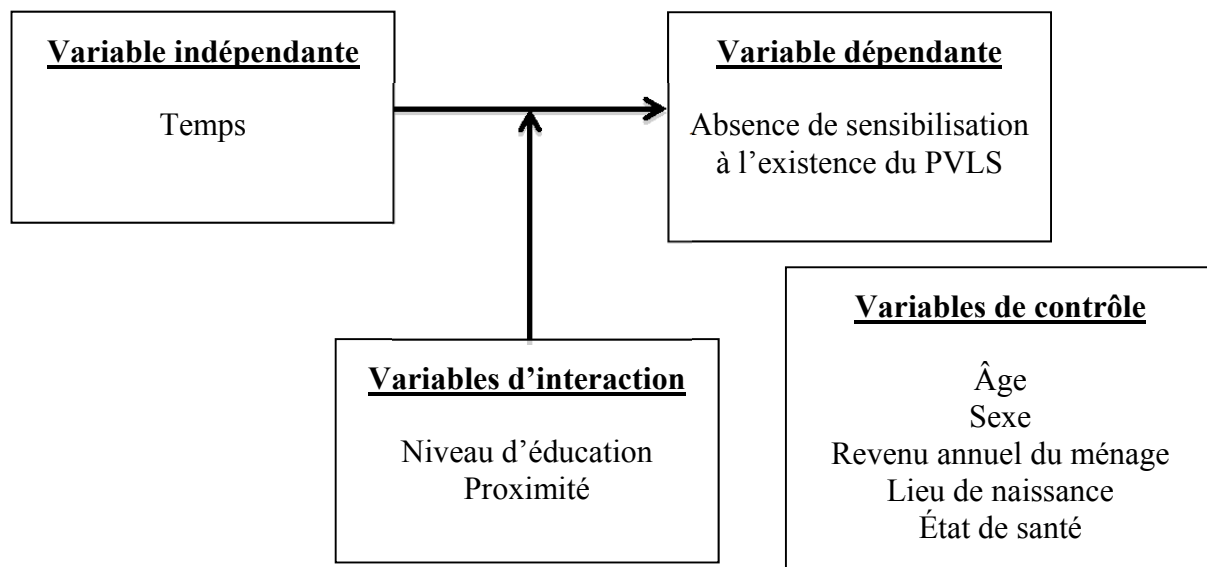 Variable indépendante
Temps
Variable dépendante
Absence de sensibilisation
à l’existence du PVLS
Variables d’interaction
Niveau d’éducation
Proximité
Variables de contrôle
Âge
Sexe
Revenu annuel du ménage
Lieu de naissance
État de santé